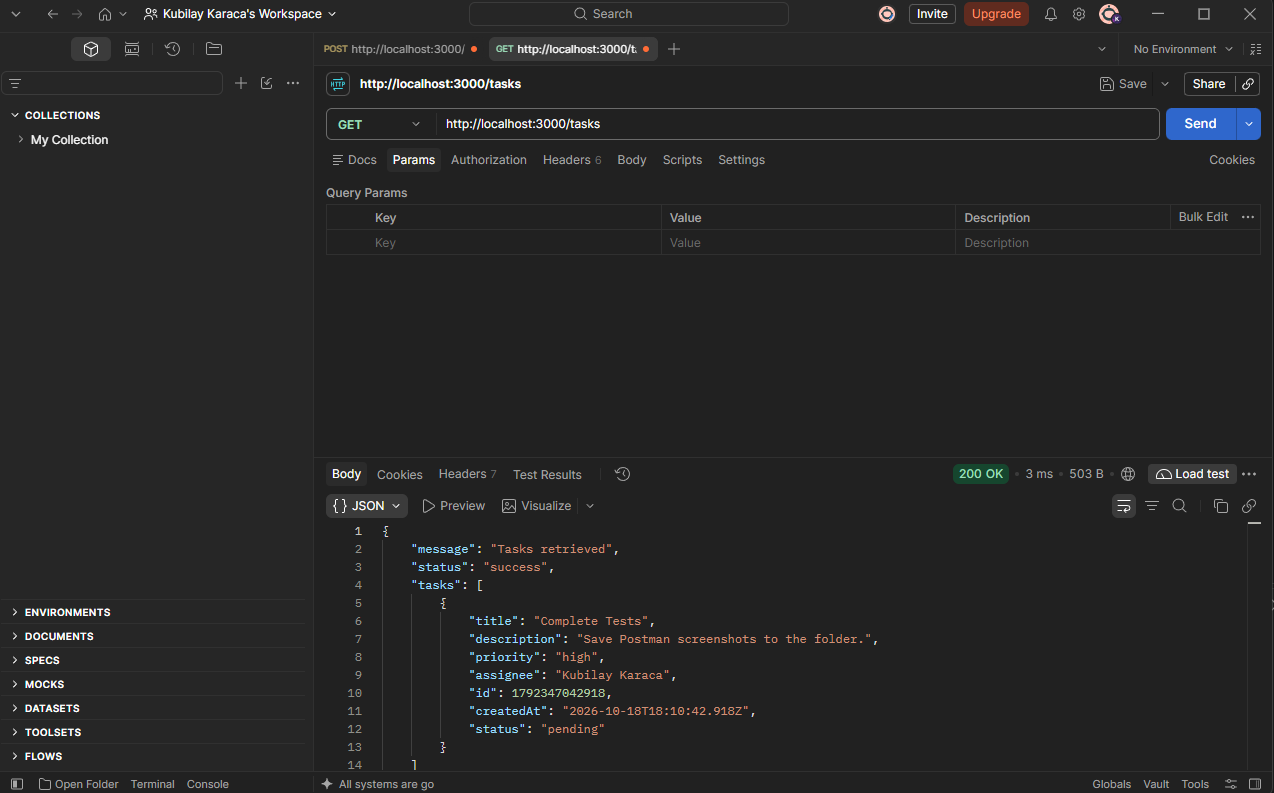 Kubilay Karaca's Workspace
Search
Invite
Upgrade
POST http://localhost:3000/
GET http://localhost:3000/t.
No Environment
COLLECTIONS
My Collection
HTTP
http://localhost:3000/tasks
Save
Share
GET
http://localhost:3000/tasks
Send
Docs
Params
Authorization
Headers 6
Body
Scripts
Settings
Cookies
Query Params
Key
Value
Description
Bulk Edit
Key
Value
Description
Body
Cookies
Headers 7
Test Results
200 OK
3 ms
503 B
Load test
{} JSON
Preview
Visualize
1 {
2 "message": "Tasks retrieved",
3 "status": "success",
4 "tasks": [
5 {
6 "title": "Complete Tests",
7 "description": "Save Postman screenshots to the folder.",
8 "priority": "high",
9 "assignee": "Kubilay Karaca",
10 "id": 1792347042918,
11 "createdAt": "2026-10-18T18:10:42.918Z",
12 "status": "pending"
13 }
14 ]
ENVIRONMENTS
DOCUMENTS
SPECS
MOCKS
DATASETS
TOOLSETS
FLOWS
Open Folder
Terminal
Console
All systems are go
Globals
Vault
Tools